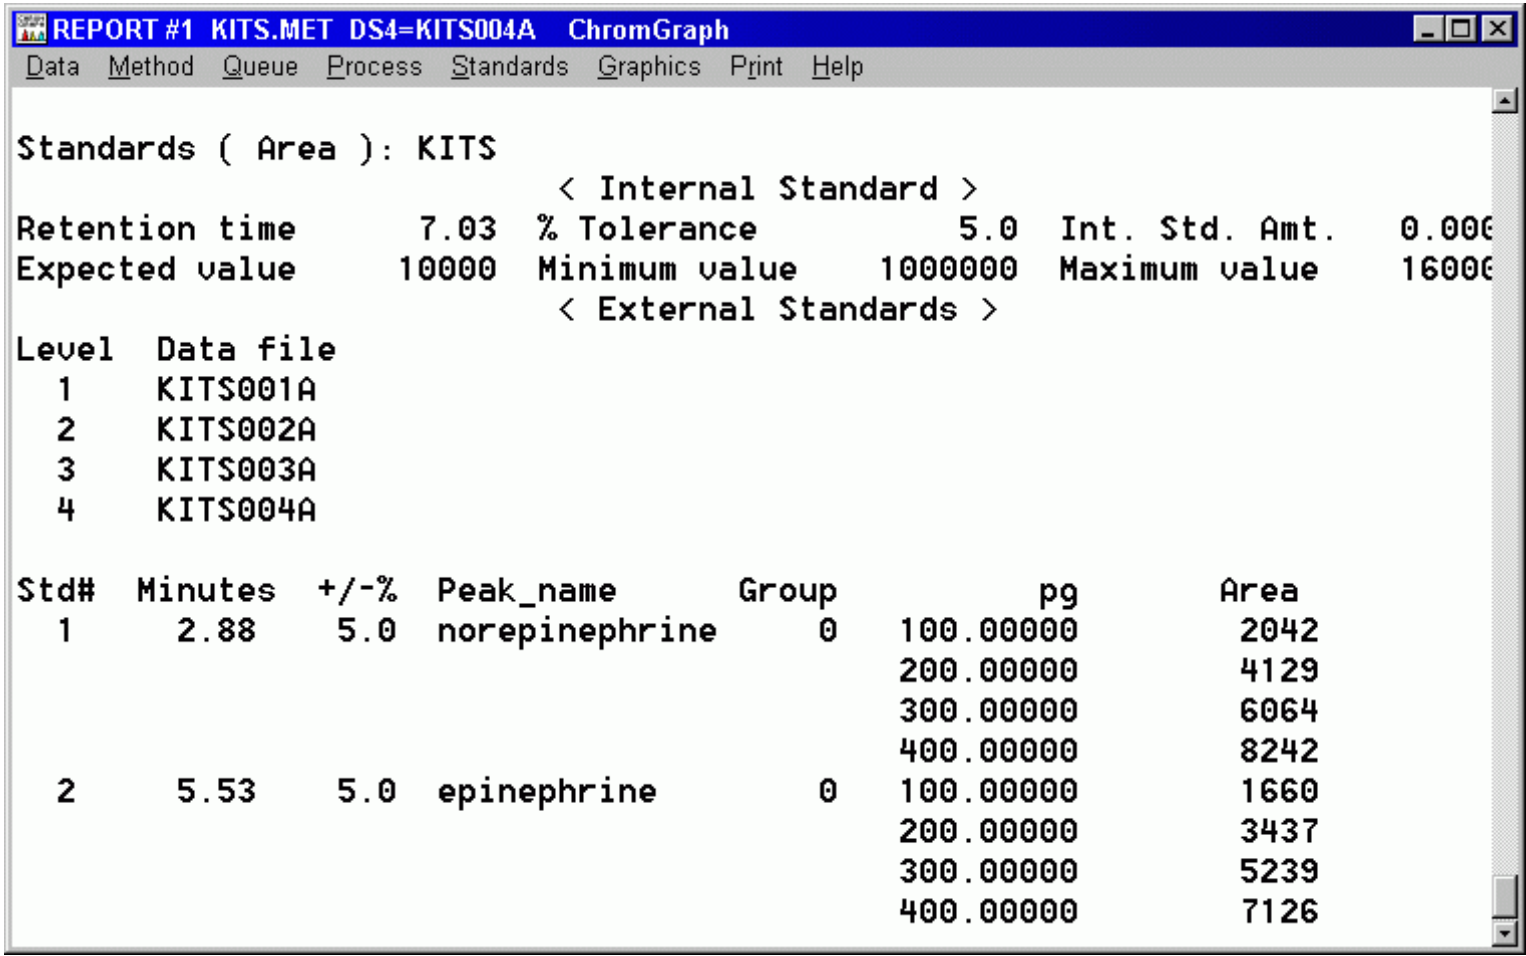 REPORT #1 KITS.MET DS4=KITS004A ChromGraph
Data Method Queue Process Standards Graphics Print Help
Standards ( Area ): KITS
< Internal Standard >
Retention time 7.03 % Tolerance 5.0 Int. Std. Amt. 0.000
Expected value 10000 Minimum value 1000000 Maximum value 16000
< External Standards >
Level Data file
1 KITS001A
2 KITS002A
3 KITS003A
4 KITS004A
Std# Minutes +/-% Peak_name Group pg Area
1 2.88 5.0 norepinephrine 0 100.00000 2042
200.00000 4129
300.00000 6064
400.00000 8242
2 5.53 5.0 epinephrine 0 100.00000 1660
200.00000 3437
300.00000 5239
400.00000 7126